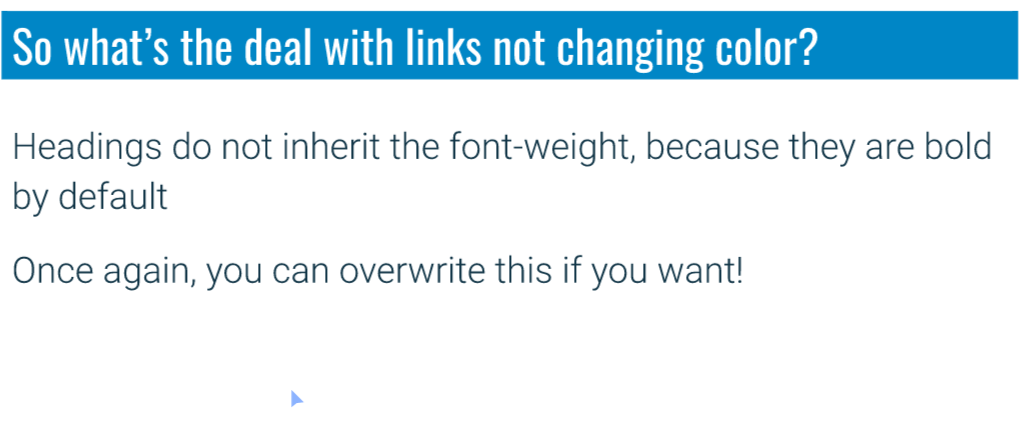 So what’s the deal with links not changing color?
Headings do not inherit the font-weight, because they are bold
by default
Once again, you can overwrite this if you want!